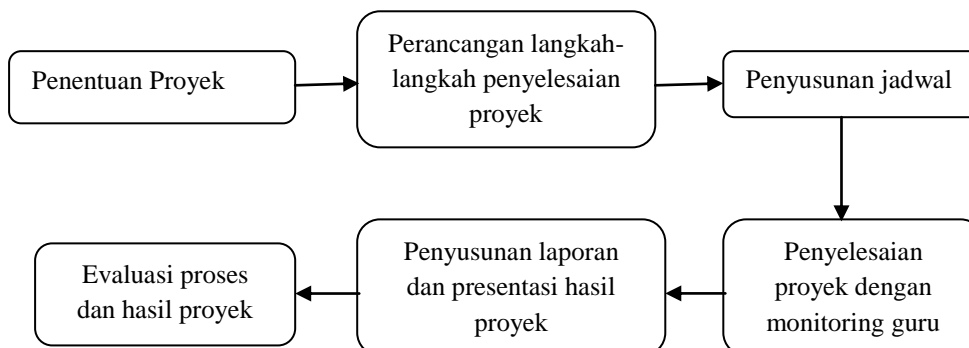 Penentuan Proyek
Perancangan langkah-
langkah penyelesaian
proyek
Penyusunan jadwal
Penyelesaian
proyek dengan
monitoring guru
Penyusunan laporan
dan presentasi hasil
proyek
Evaluasi proses
dan hasil proyek